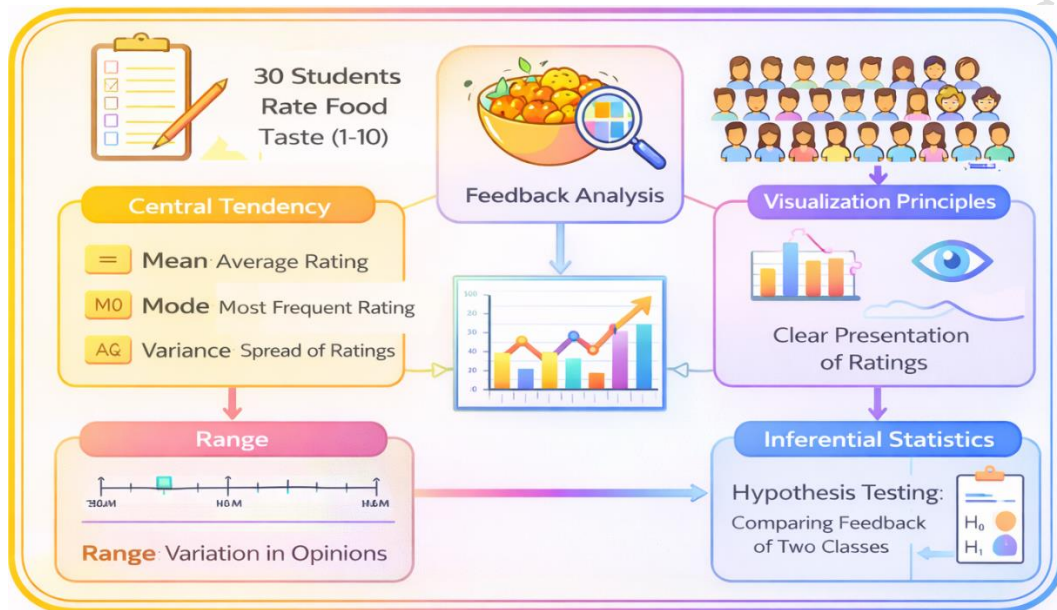 30 Students
Rate Food
Taste (1-10)
Feedback Analysis
Central Tendency
= Mean Average Rating
MO Mode Most Frequent Rating
AQ Variance Spread of Ratings
Visualization Principles
Clear Presentation
of Ratings
40
20
Range
Range Variation in Opinions
Inferential Statistics
Hypothesis Testing:
Comparing Feedback
of Two Classes
H₀
H₁